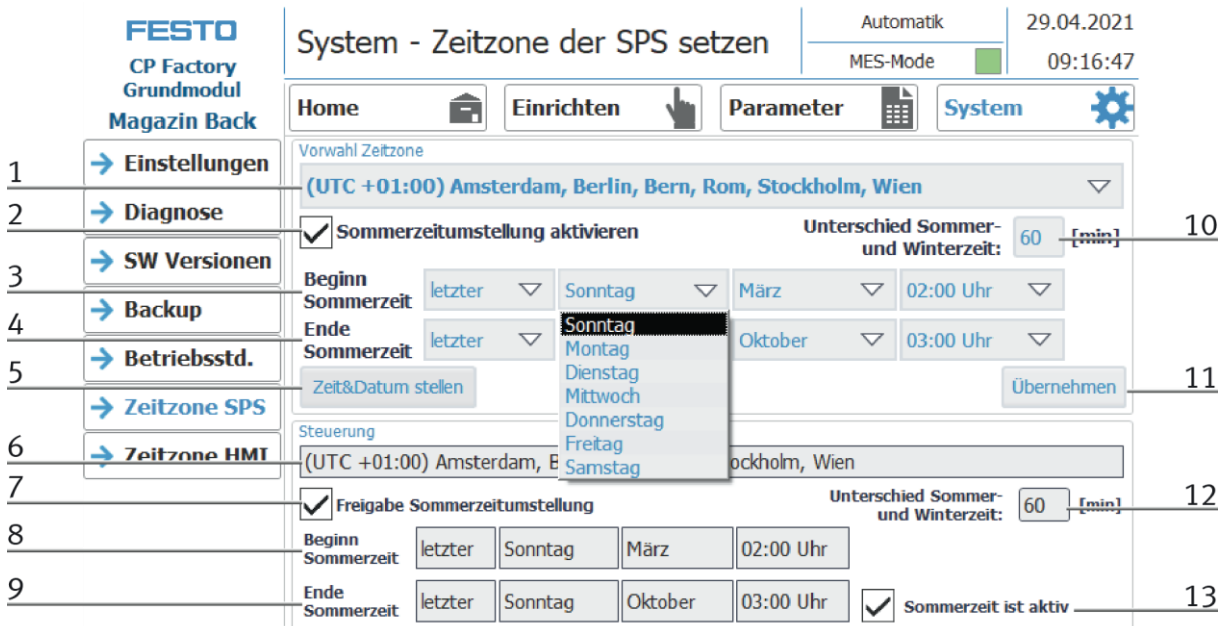 FESTO
CP Factory
Grundmodul
Magazin Back
System - Zeitzone der SPS setzen
Automatik
MES-Mode
29.04.2021
09:16:47
Home
Einrichten
Parameter
System
Einstellungen
Diagnose
SW Versionen
Backup
Betriebsstd.
Zeitzone SPS
Zeitzone HMI
1
2
3
4
5
6
7
8
9
Vorwahl Zeitzone
(UTC +01:00) Amsterdam, Berlin, Bern, Rom, Stockholm, Wien
Sommerzeitumstellung aktivieren
Unterschied Sommer-
und Winterzeit:
60
[min]
10
Beginn
Sommerzeit
letzter
Sonntag
März
02:00 Uhr
Ende
Sommerzeit
letzter
Oktober
03:00 Uhr
Sonntag
Montag
Dienstag
Mittwoch
Donnerstag
Freitag
Samstag
Zeit&Datum stellen
Übernehmen
11
Steuerung
(UTC +01:00) Amsterdam, B
ockholm, Wien
Freigabe Sommerzeitumstellung
Unterschied Sommer-
und Winterzeit:
60
[min]
12
Beginn
Sommerzeit
letzter
Sonntag
März
02:00 Uhr
Ende
Sommerzeit
letzter
Sonntag
Oktober
03:00 Uhr
Sommerzeit ist aktiv
13